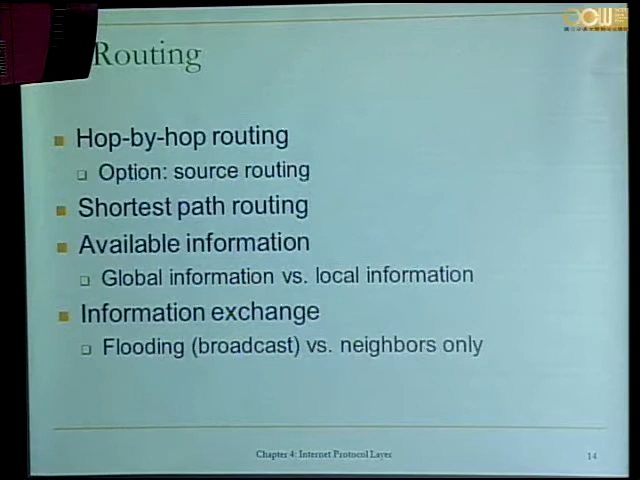 Routing
Hop-by-hop routing
Option: source routing
Shortest path routing
Available information
Global information vs. local information
Information exchange
Flooding (broadcast) vs. neighbors only
Chapter 4: Internet Protocol Layer
14
OCW